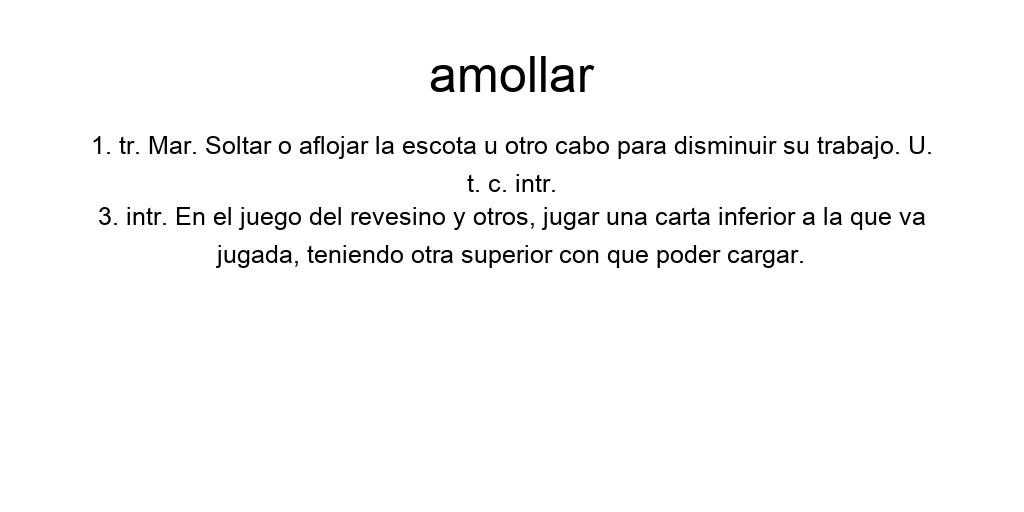 amollar
1. tr. Mar. Soltar o aflojar la escota u otro cabo para disminuir su trabajo. U.
t. c. intr.
3. intr. En el juego del revesino y otros, jugar una carta inferior a la que va
jugada, teniendo otra superior con que poder cargar.